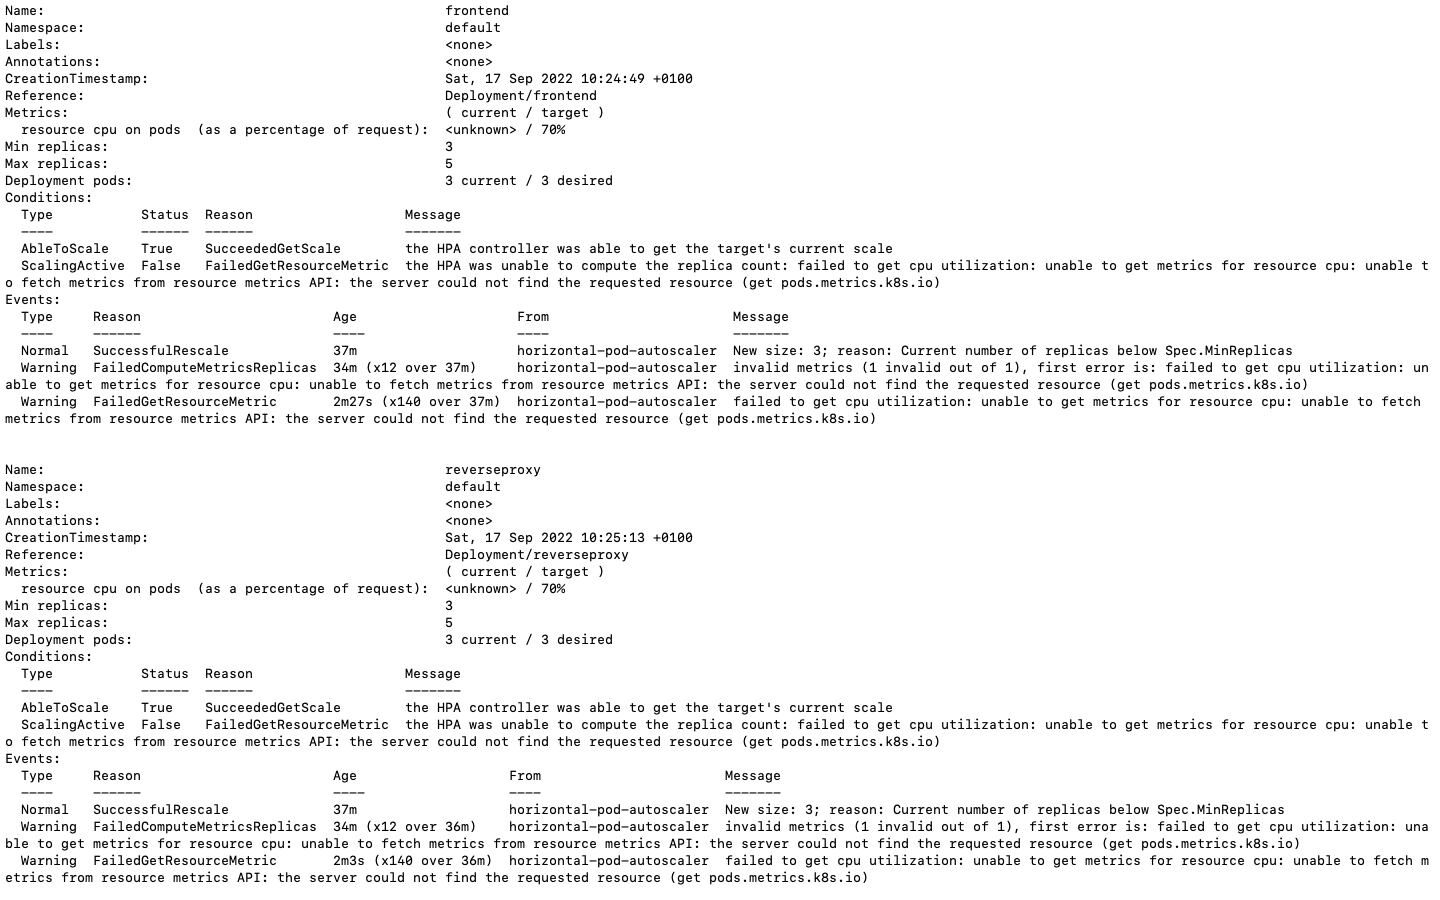 Name:                                                  frontend
Namespace:                                             default
Labels:                                                <none>
Annotations:                                           <none>
CreationTimestamp:                                     Sat, 17 Sep 2022 10:24:49 +0100
Reference:                                             Deployment/frontend
Metrics:                                               ( current / target )
  resource cpu on pods  (as a percentage of request):  <unknown> / 70%
Min replicas:                                          3
Max replicas:                                          5
Deployment pods:                                       3 current / 3 desired
Conditions:
  Type           Status  Reason                   Message
  ----           ------  ------                   -------
  AbleToScale    True    SucceededGetScale        the HPA controller was able to get the target's current scale
  ScalingActive  False   FailedGetResourceMetric  the HPA was unable to compute the replica count: failed to get cpu utilization: unable to get metrics for resource cpu: unable t
o fetch metrics from resource metrics API: the server could not find the requested resource (get pods.metrics.k8s.io)
Events:
  Type     Reason                        Age                    From                       Message
  ----     ------                        ----                   ----                       -------
  Normal   SuccessfulRescale             37m                    horizontal-pod-autoscaler  New size: 3; reason: Current number of replicas below Spec.MinReplicas
  Warning  FailedComputeMetricsReplicas  34m (x12 over 37m)     horizontal-pod-autoscaler  invalid metrics (1 invalid out of 1), first error is: failed to get cpu utilization: un
able to get metrics for resource cpu: unable to fetch metrics from resource metrics API: the server could not find the requested resource (get pods.metrics.k8s.io)
  Warning  FailedGetResourceMetric       2m27s (x140 over 37m)  horizontal-pod-autoscaler  failed to get cpu utilization: unable to get metrics for resource cpu: unable to fetch
metrics from resource metrics API: the server could not find the requested resource (get pods.metrics.k8s.io)
Name:                                                  reverseproxy
Namespace:                                             default
Labels:                                                <none>
Annotations:                                           <none>
CreationTimestamp:                                     Sat, 17 Sep 2022 10:25:13 +0100
Reference:                                             Deployment/reverseproxy
Metrics:                                               ( current / target )
  resource cpu on pods  (as a percentage of request):  <unknown> / 70%
Min replicas:                                          3
Max replicas:                                          5
Deployment pods:                                       3 current / 3 desired
Conditions:
  Type           Status  Reason                   Message
  ----           ------  ------                   -------
  AbleToScale    True    SucceededGetScale        the HPA controller was able to get the target's current scale
  ScalingActive  False   FailedGetResourceMetric  the HPA was unable to compute the replica count: failed to get cpu utilization: unable to get metrics for resource cpu: unable t
o fetch metrics from resource metrics API: the server could not find the requested resource (get pods.metrics.k8s.io)
Events:
  Type     Reason                        Age                   From                       Message
  ----     ------                        ----                  ----                       -------
  Normal   SuccessfulRescale             37m                   horizontal-pod-autoscaler  New size: 3; reason: Current number of replicas below Spec.MinReplicas
  Warning  FailedComputeMetricsReplicas  34m (x12 over 36m)    horizontal-pod-autoscaler  invalid metrics (1 invalid out of 1), first error is: failed to get cpu utilization: una
ble to get metrics for resource cpu: unable to fetch metrics from resource metrics API: the server could not find the requested resource (get pods.metrics.k8s.io)
  Warning  FailedGetResourceMetric       2m3s (x140 over 36m)  horizontal-pod-autoscaler  failed to get cpu utilization: unable to get metrics for resource cpu: unable to fetch m
etrics from resource metrics API: the server could not find the requested resource (get pods.metrics.k8s.io)